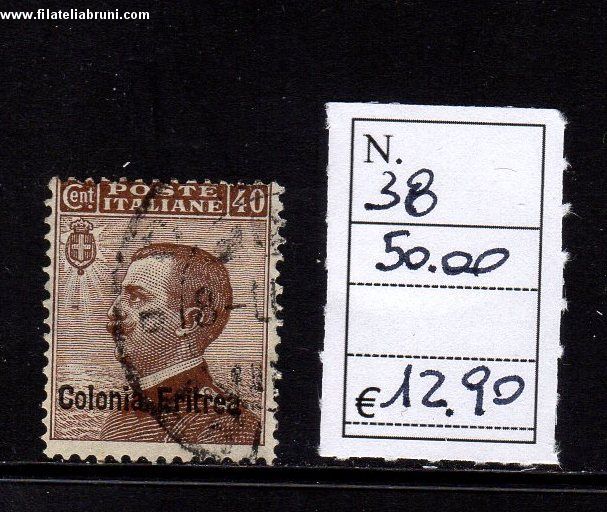 www.filateliabruni.com
Cent. POSTE ITALIANE 40
Colonia Eritrea
N.
38
50.00
€ 12.90